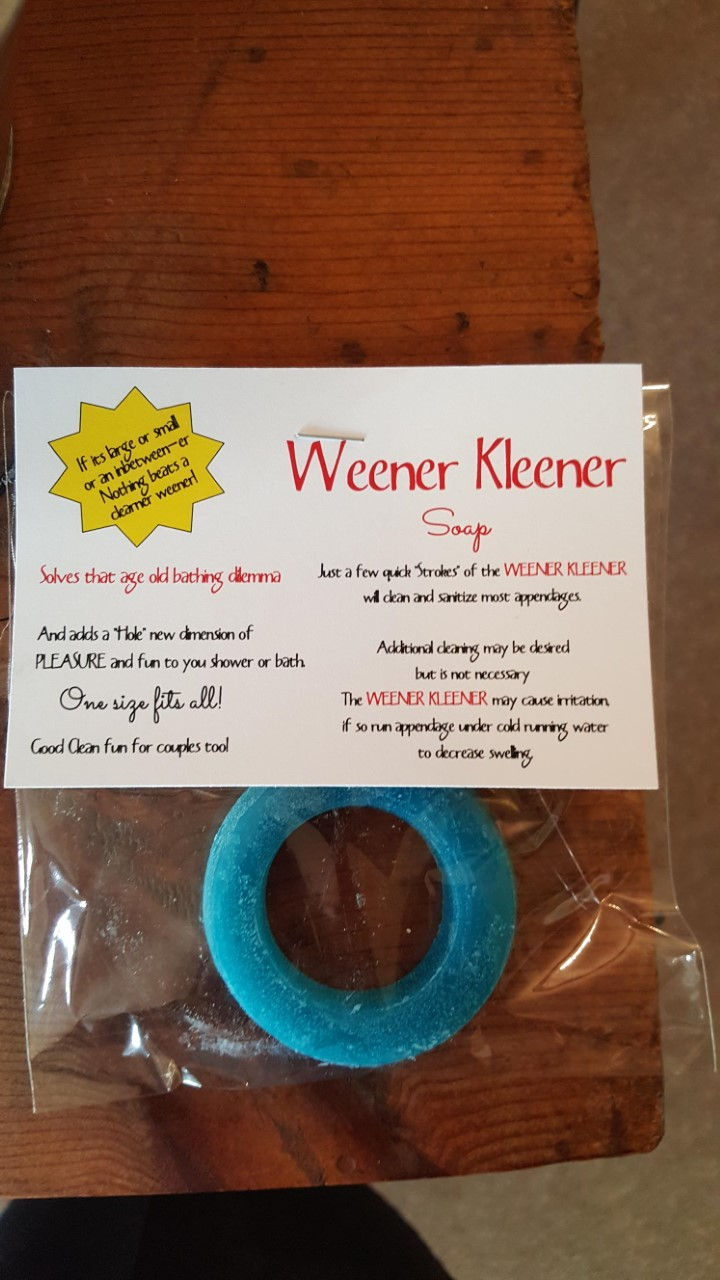 If its large or small
or an inbetween-er
Nothing beats a
cleaner weener!
Weener Kleener
Soap
Solves that age old bathing dilemma
And adds a "Hole" new dimension of
PLEASURE and fun to you shower or bath.
One size fits all!
Good Clean fun for couples too!
Just a few quick "Strokes" of the WEENER KLEENER
will clean and sanitize most appendages.
Additional cleaning may be desired
but is not necessary
The WEENER KLEENER may cause irritation,
if so run appendage under cold running water
to decrease swelling.